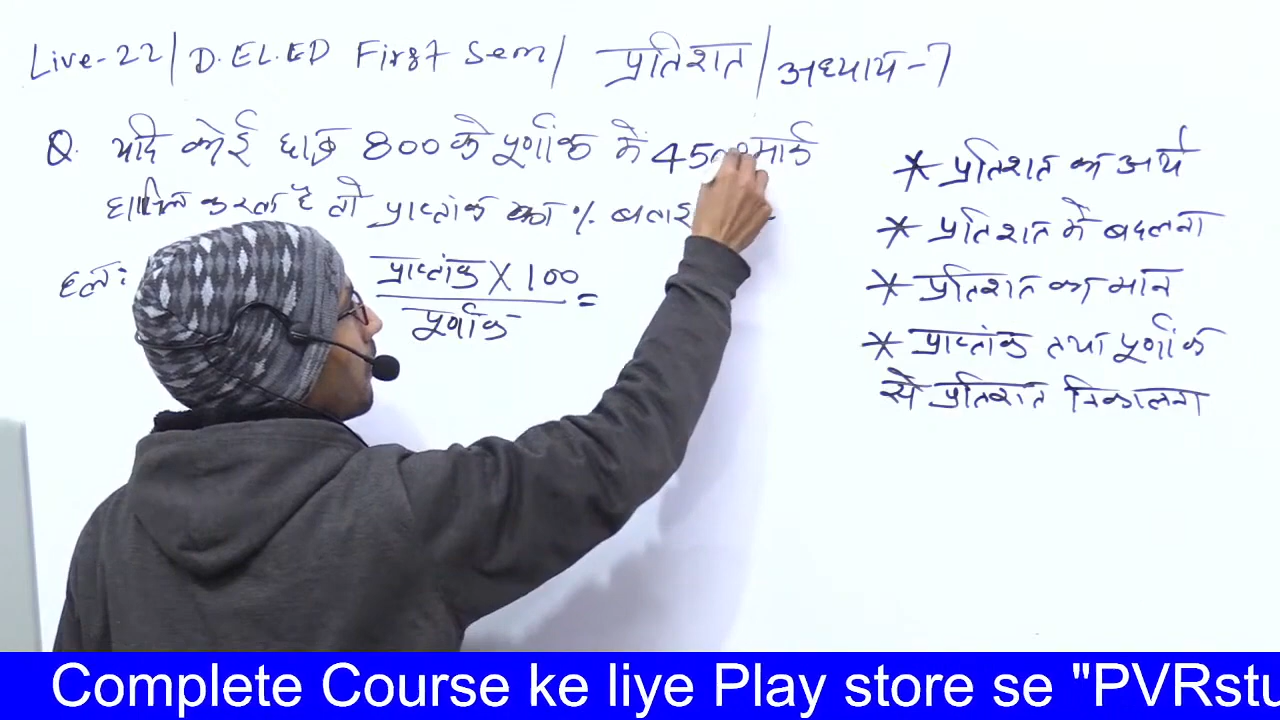 Live-22 / D.EL.ED First Sem / प्रतिशत / अध्याय-7
Q. यदि कोई छात्र 800 के पूर्णांक में 45 मार्क
हासिल करता है तो प्राप्तांक का % बताइ
हल:
प्राप्तांक X 100 =
पूर्णांक
* प्रतिशत का अर्थ
* प्रतिशत में बदलना
* प्रतिशत का मान
* प्राप्तांक तथा पूर्णांक
से प्रतिशत निकालना
Complete Course ke liye Play store se "PVRstu